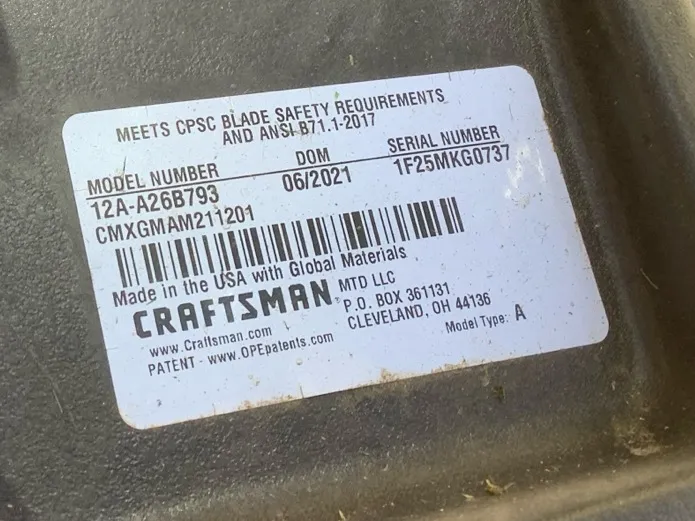 MEETS CPSC BLADE SAFETY REQUIREMENTS
AND ANSI B71.1-2017
MODEL NUMBER DOM SERIAL NUMBER
12A-A26B793 06/2021 1F25MKG0737
CMXGMAM211201
Made in the USA with Global Materials
CRAFTSMAN®
MTD LLC
P.O. BOX 361131
CLEVELAND, OH 44136
www.Craftsman.com
PATENT - www.OPEpatents.com
Model Type: A